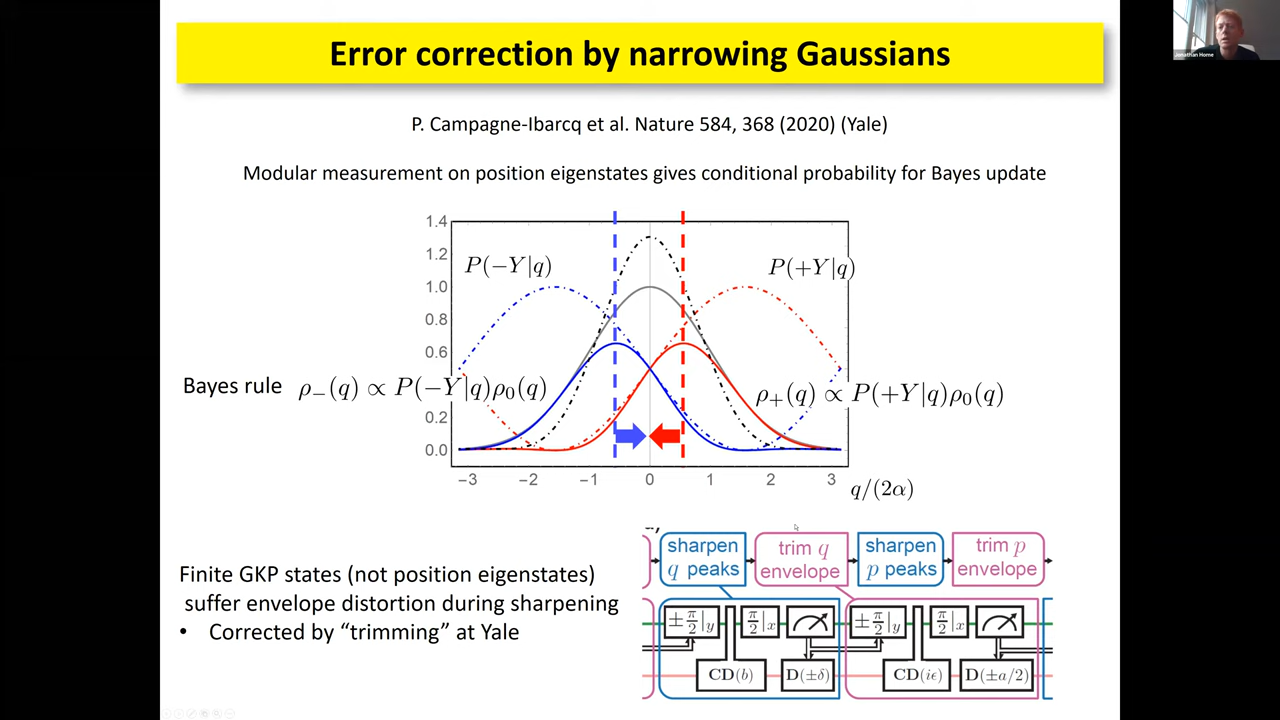 Error correction by narrowing Gaussians
Jonathan Home
P. Campagne-Ibarcq et al. Nature 584, 368 (2020) (Yale)
Modular measurement on position eigenstates gives conditional probability for Bayes update
1.4
1.2
1.0
0.8
0.6
0.2
0.0
P(−Y|q)
P(+Y|q)
Bayes rule ρ₋(q) ∝ P(−Y|q)ρ₀(q)
ρ₊(q) ∝ P(+Y|q)ρ₀(q)
−3 −2 −1 0 1 2 3
q/(2α)
sharpen q peaks
trim q envelope
sharpen p peaks
trim p envelope
±π/2|y π/2|x ±π/2|y π/2|x
CD(b) D(±δ) CD(iϵ) D(±a/2)
Finite GKP states (not position eigenstates)
suffer envelope distortion during sharpening
• Corrected by “trimming” at Yale